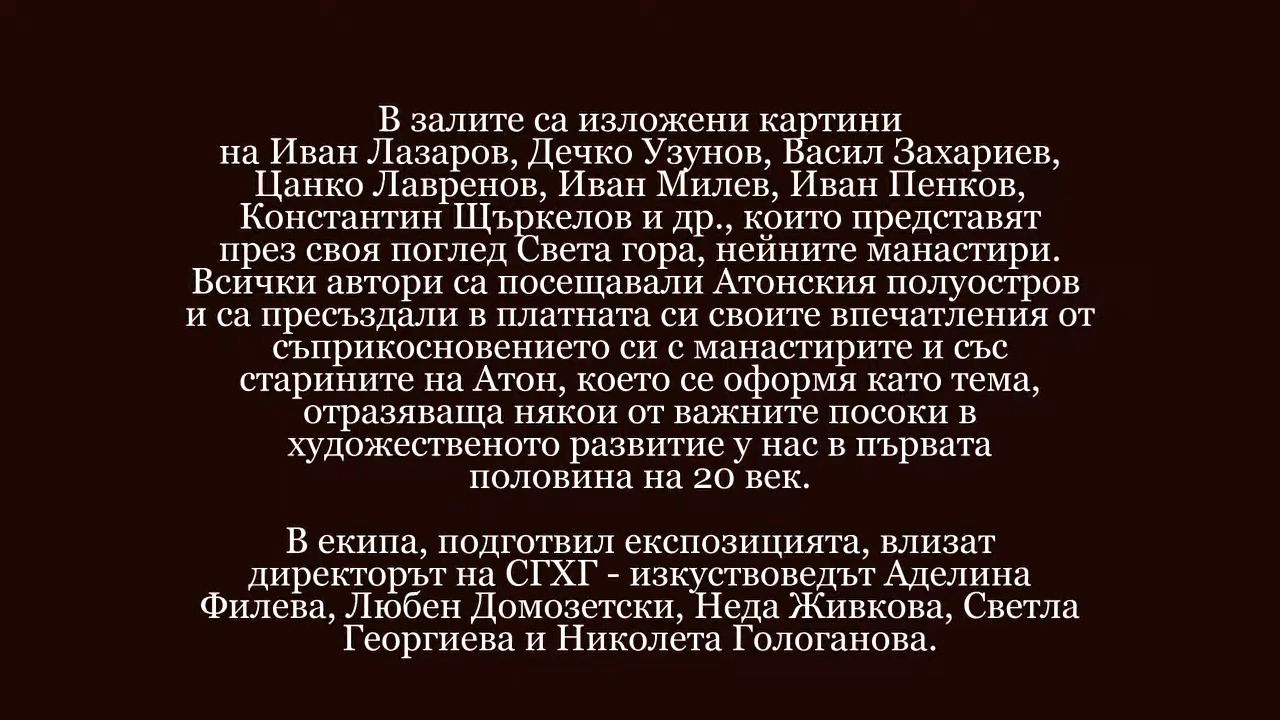 В залите са изложени картини
на Иван Лазаров, Дечко Узунов, Васил Захариев,
Цанко Лавренов, Иван Милев, Иван Пенков,
Константин Щъркелов и др., които представят
през своя поглед Света гора, нейните манастири.
Всички автори са посещавали Атонския полуостров
и са пресъздали в платната си своите впечатления от
съприкосновението си с манастирите и със
старините на Атон, което се оформя като тема,
отразяваща някои от важните посоки в
художественото развитие у нас в първата
половина на 20 век.
В екипа, подготвил експозицията, влизат
директорът на СГХГ - изкуствоведът Аделина
Филева, Любен Домозетски, Неда Живкова, Светла
Георгиева и Николета Гологанова.